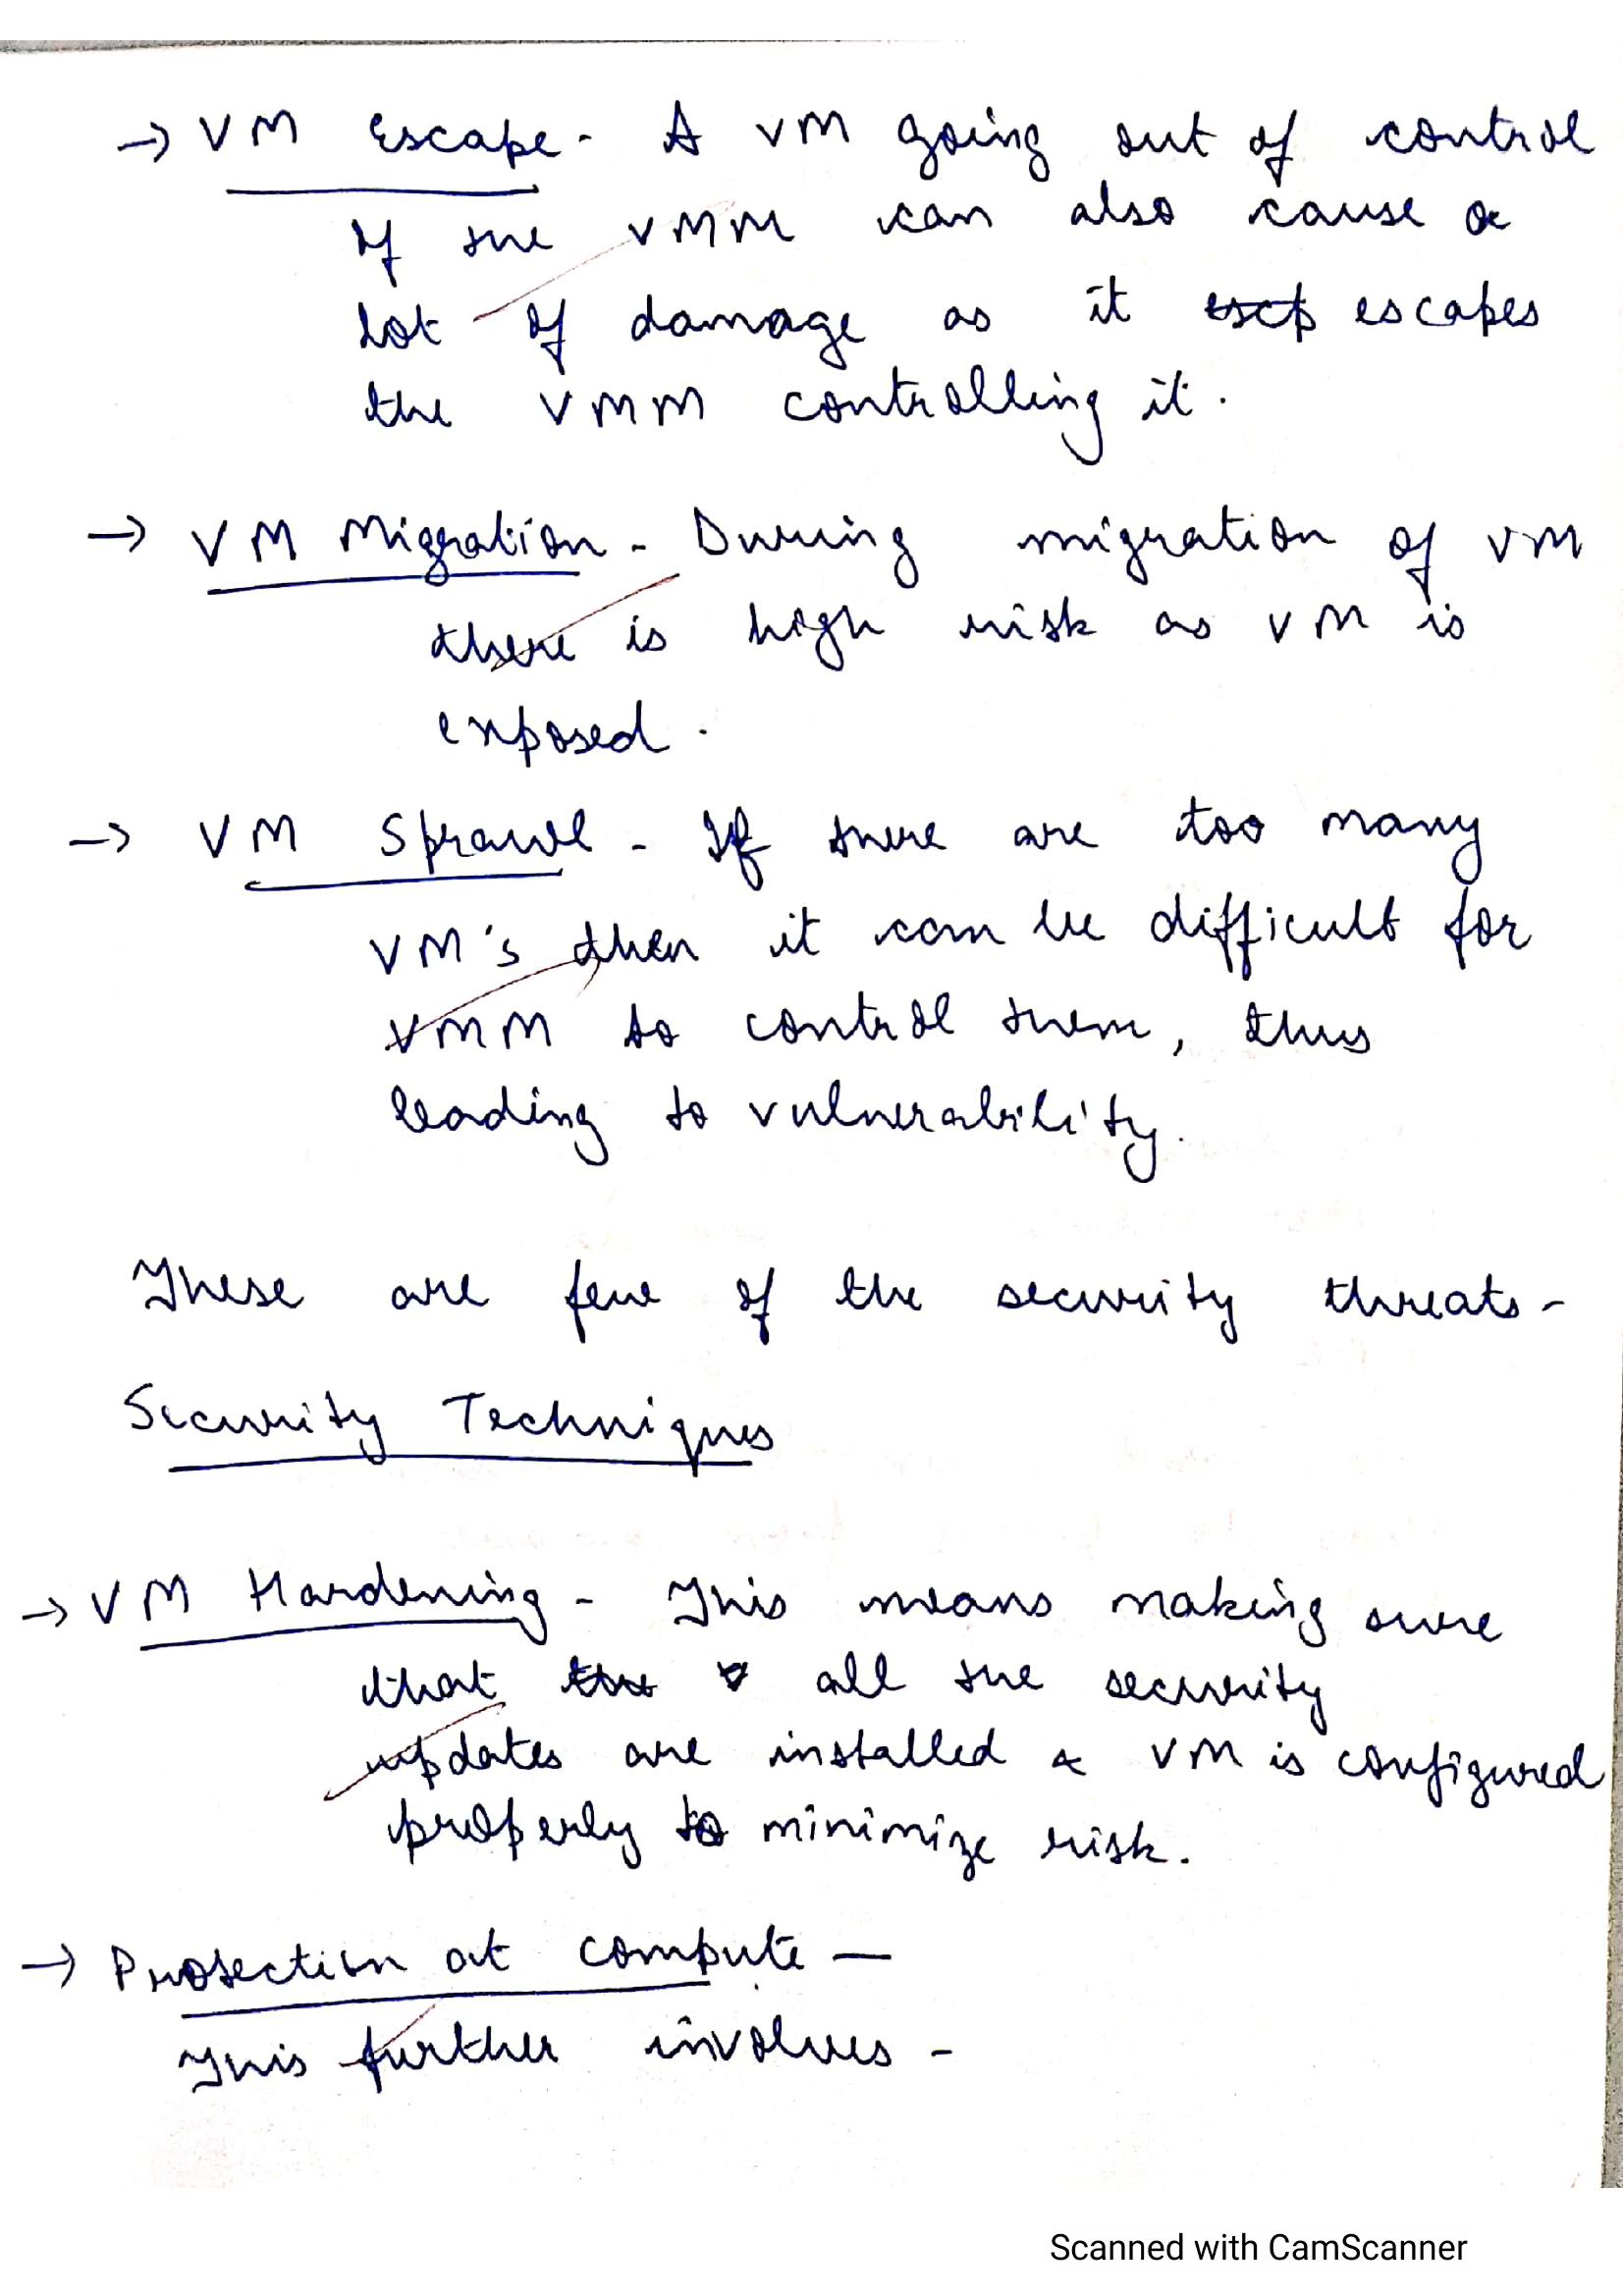 → VM Escape - A VM going out of control
of the VMM can also cause a
lot of damage as it escapes
the VMM controlling it.
→ VM Migration - During migration of VM
there is high risk as VM is
exposed.
→ VM Sprawl - If there are too many
VM's then it can be difficult for
VMM to control them, thus
leading to vulnerability.
These are few of the security threats-
Security Techniques
→ VM Hardening - This means making sure
that all the security
updates are installed & VM is configured
properly to minimize risk.
→ Protection at compute —
This further involves -
Scanned with CamScanner